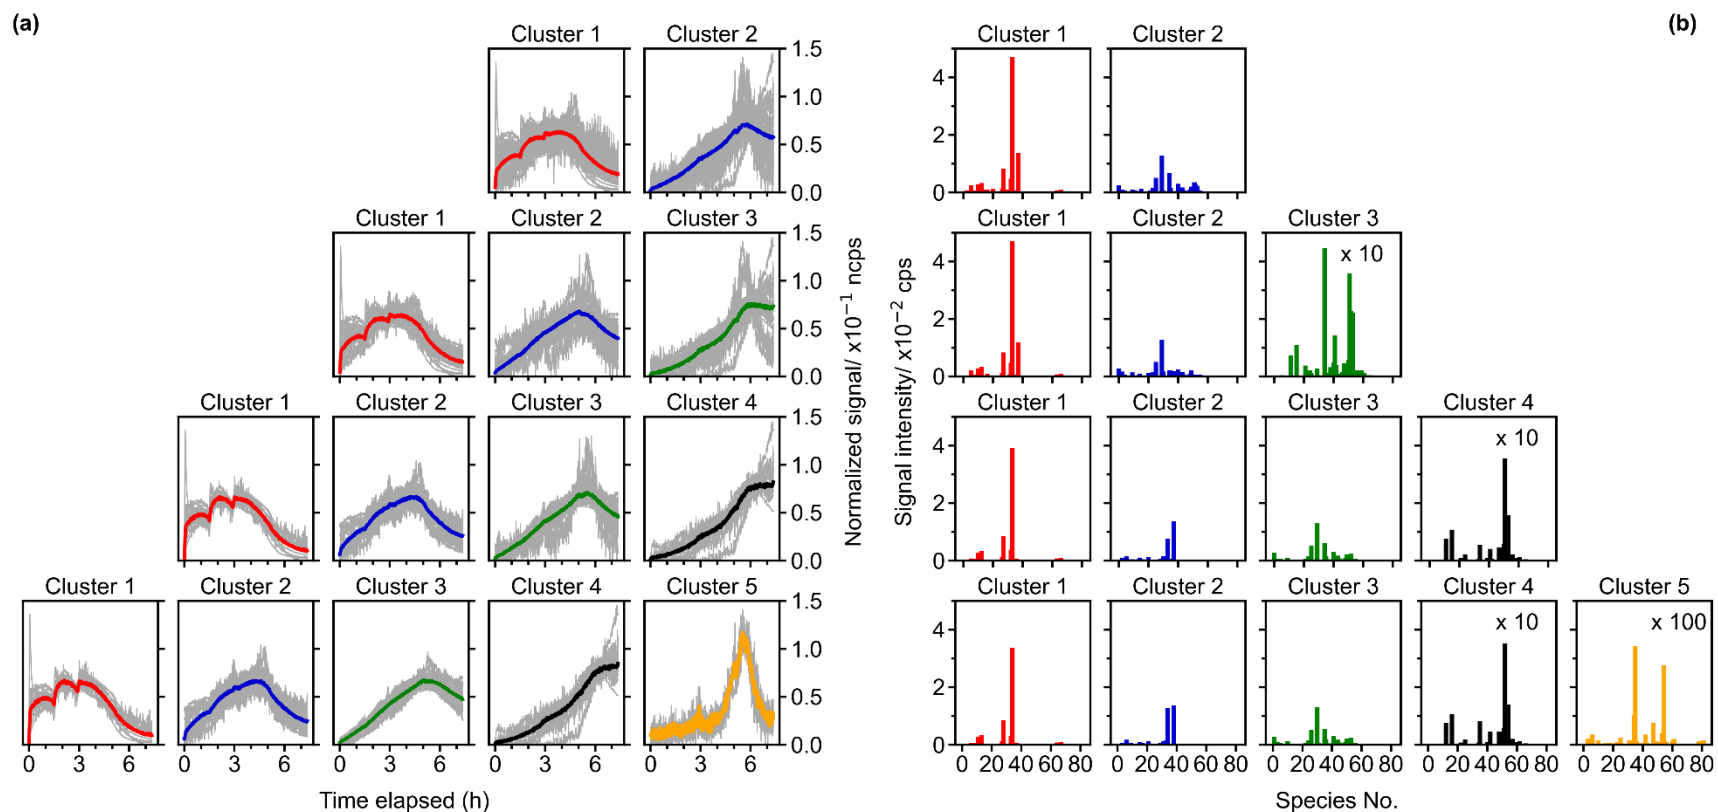 (a)
(b)
Cluster 1 Cluster 2
1.5
1.0
0.5
0.0
Cluster 1 Cluster 2 Cluster 3
1.5
1.0
0.5
0.0
Cluster 1 Cluster 2 Cluster 3 Cluster 4
1.5
1.0
0.5
0.0
Cluster 1 Cluster 2 Cluster 3 Cluster 4 Cluster 5
1.5
1.0
0.5
0.0
0 3 6 0 3 6 0 3 6 0 3 6 0 3 6
Time elapsed (h)
Normalized signal/ x10⁻¹ ncps
Signal intensity/ x10⁻² cps
Cluster 1 Cluster 2
4
2
0
Cluster 1 Cluster 2 Cluster 3
x 10
4
2
0
Cluster 1 Cluster 2 Cluster 3 Cluster 4
x 10
4
2
0
Cluster 1 Cluster 2 Cluster 3 Cluster 4 Cluster 5
x 10 x 100
4
2
0
0 20 40 60 80 0 20 40 60 80 0 20 40 60 80 0 20 40 60 80 0 20 40 60 80
Species No.